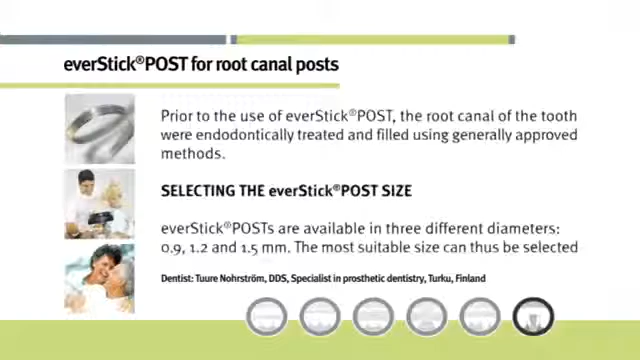 everStick®POST for root canal posts
Prior to the use of everStick®POST, the root canal of the tooth
were endodontically treated and filled using generally approved
methods.
SELECTING THE everStick®POST SIZE
everStick®POSTs are available in three different diameters:
0.9, 1.2 and 1.5 mm. The most suitable size can thus be selected
Dentist: Tuure Nohrström, DDS, Specialist in prosthetic dentistry, Turku, Finland